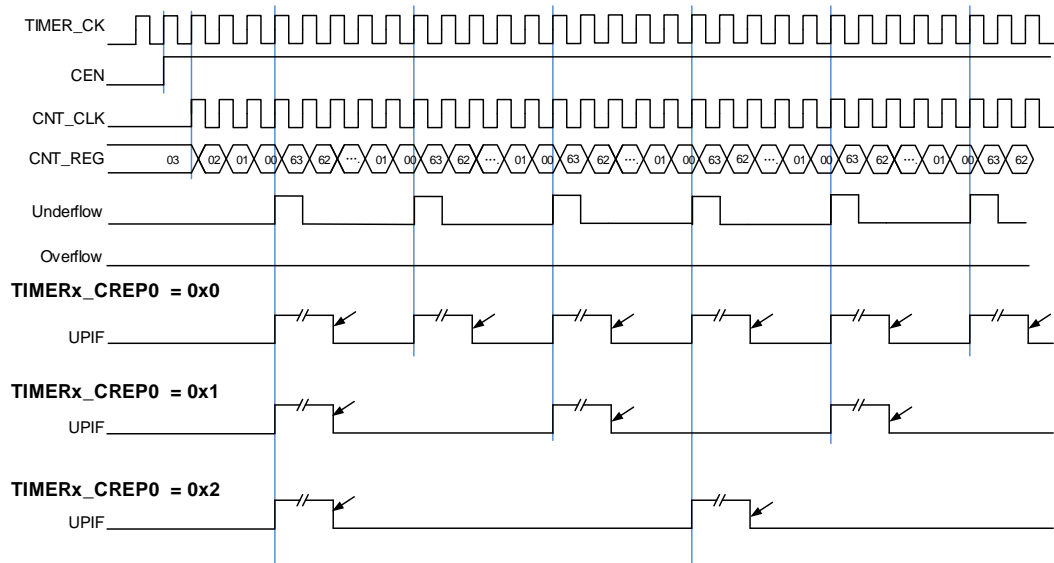 TIMER_CK
CEN
CNT_CLK
CNT_REG 03 02 01 00 63 62 .... 01 00 63 62 .... 01 00 63 62 .... 01 00 63 62 .... 01 00 63 62 .... 01 00 63 62
Underflow
Overflow
TIMERx_CREP0 = 0x0
UPIF
TIMERx_CREP0 = 0x1
UPIF
TIMERx_CREP0 = 0x2
UPIF